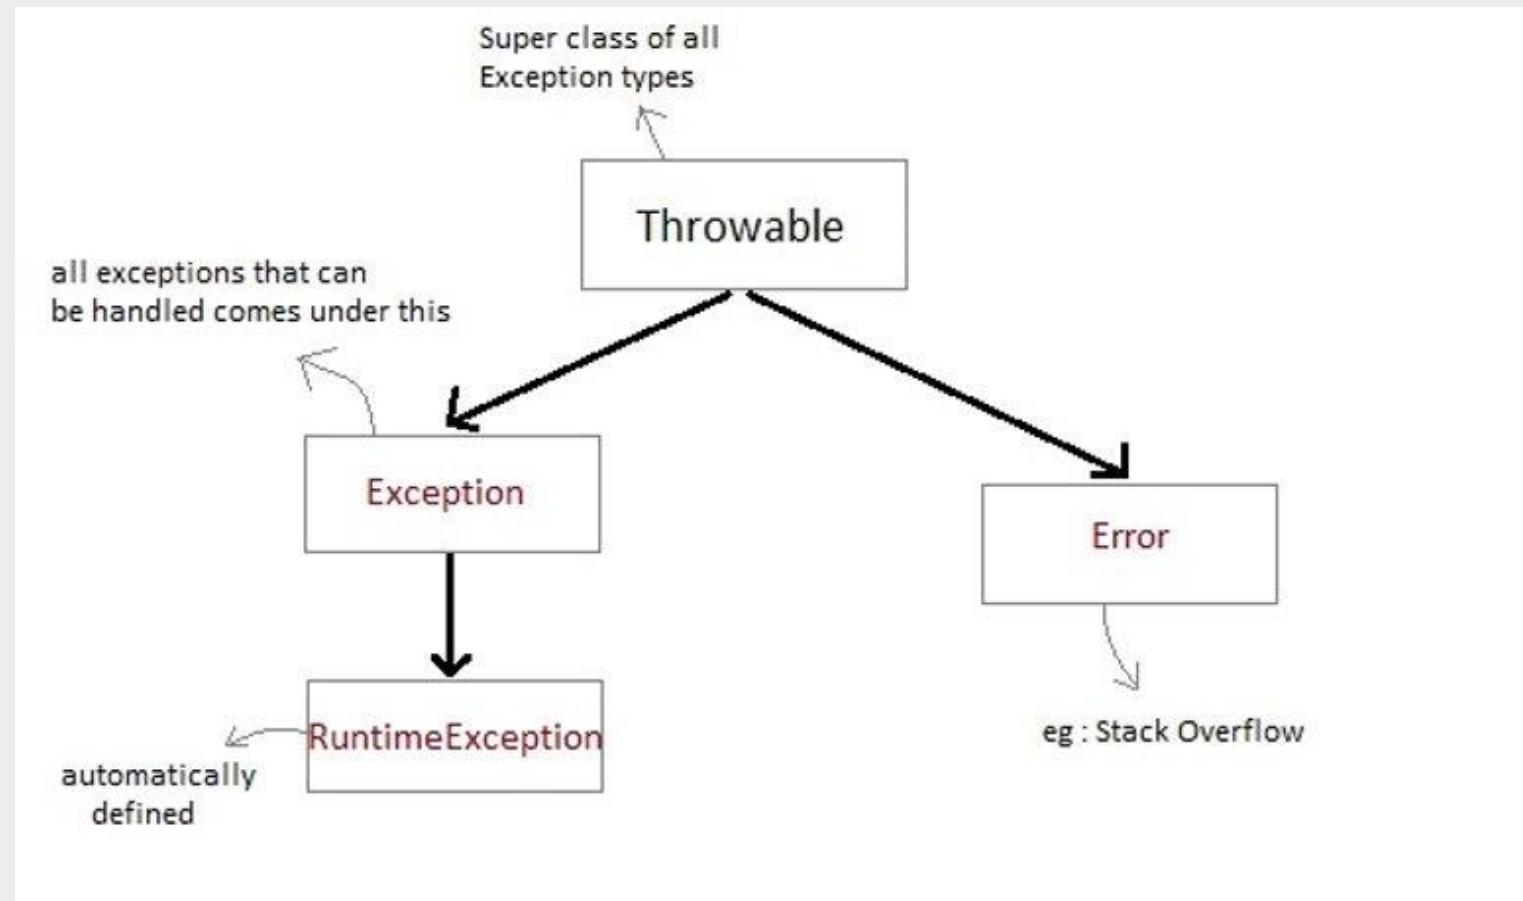 Super class of all
Exception types
Throwable
all exceptions that can
be handled comes under this
Exception
Error
RuntimeException
eg : Stack Overflow
automatically
defined